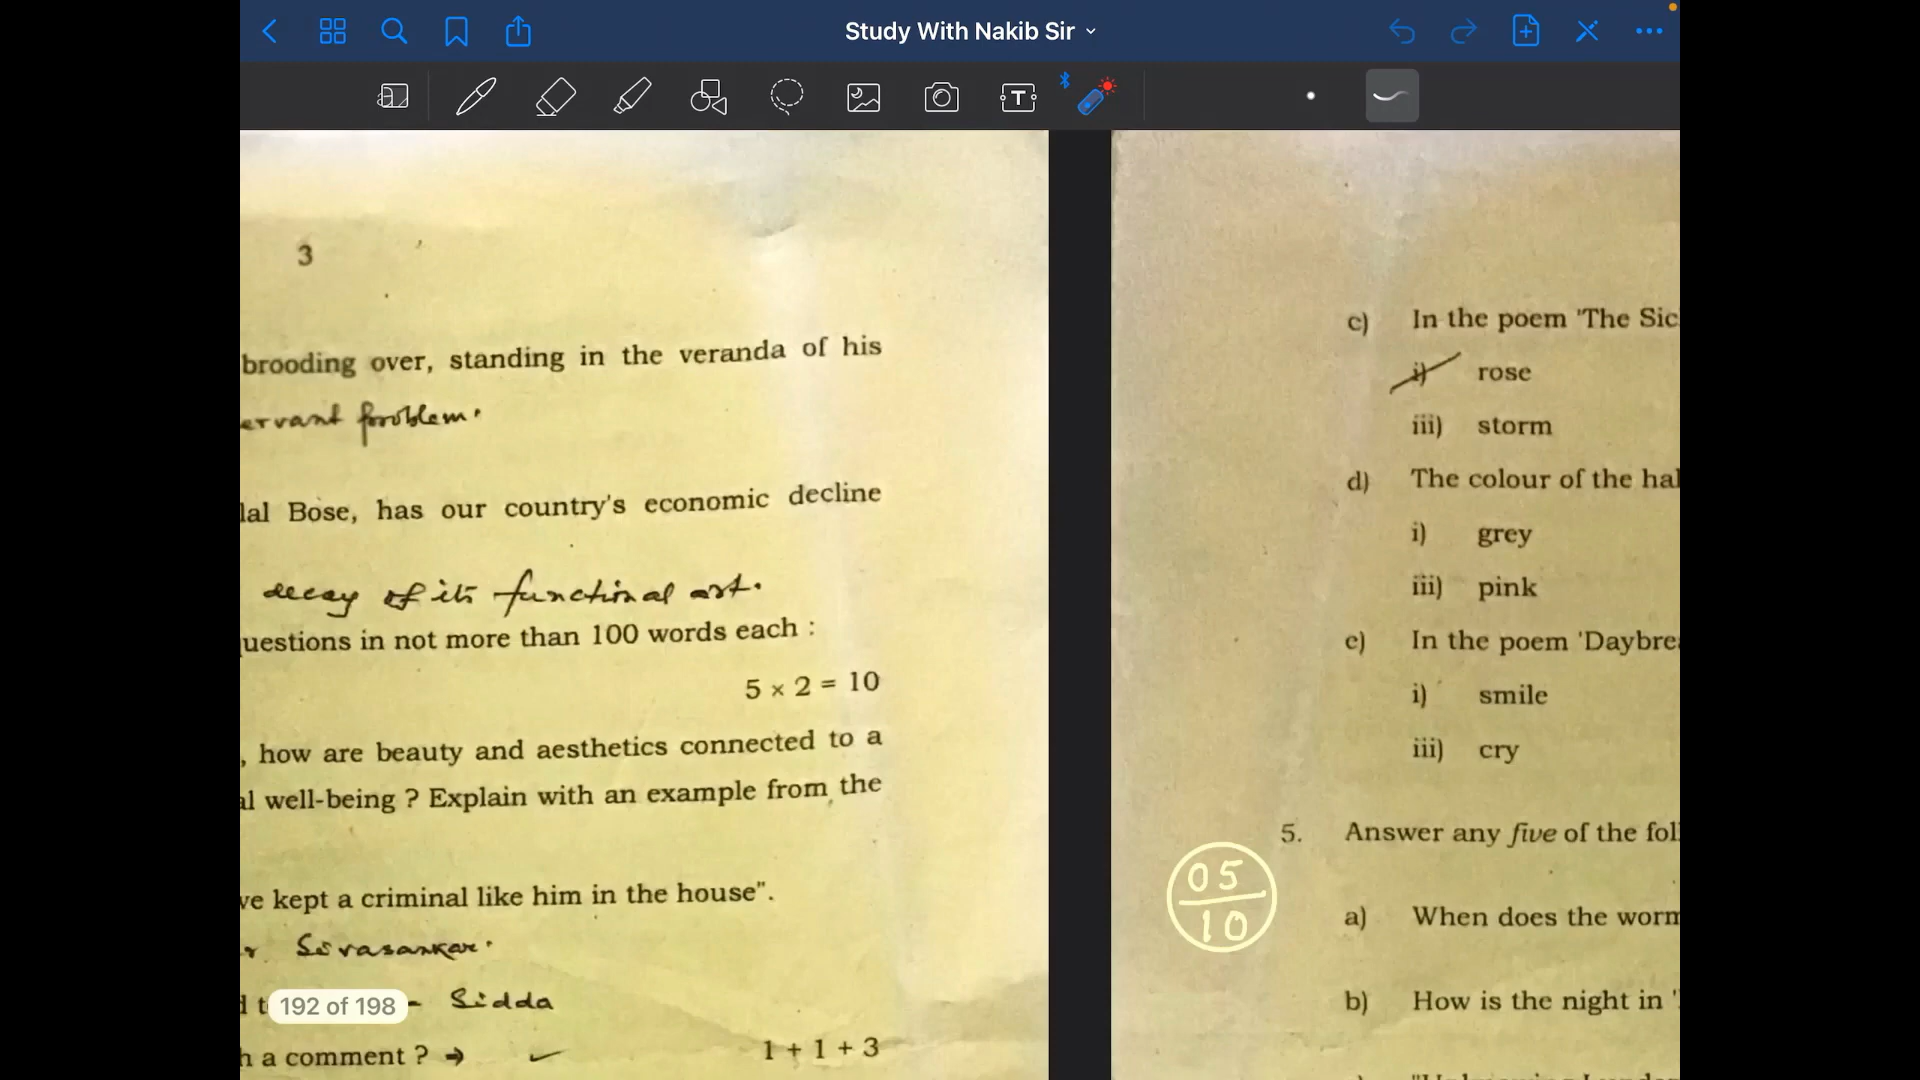 Study With Nakib Sir
T
3
brooding over, standing in the veranda of his
ervant problem.
lal Bose, has our country's economic decline
decay of its functional art.
uestions in not more than 100 words each :
5 × 2 = 10
, how are beauty and aesthetics connected to a
al well-being ? Explain with an example from the
ve kept a criminal like him in the house".
r Sivasankar.
d t
192 of 198
- Sidda
h a comment ? → ✓ 1 + 1 + 3
c) In the poem 'The Sic
i) rose
iii) storm
d) The colour of the hal
i) grey
iii) pink
e) In the poem 'Daybre
i) smile
iii) cry
5. Answer any five of the fol
05
10
a) When does the worm
b) How is the night in '